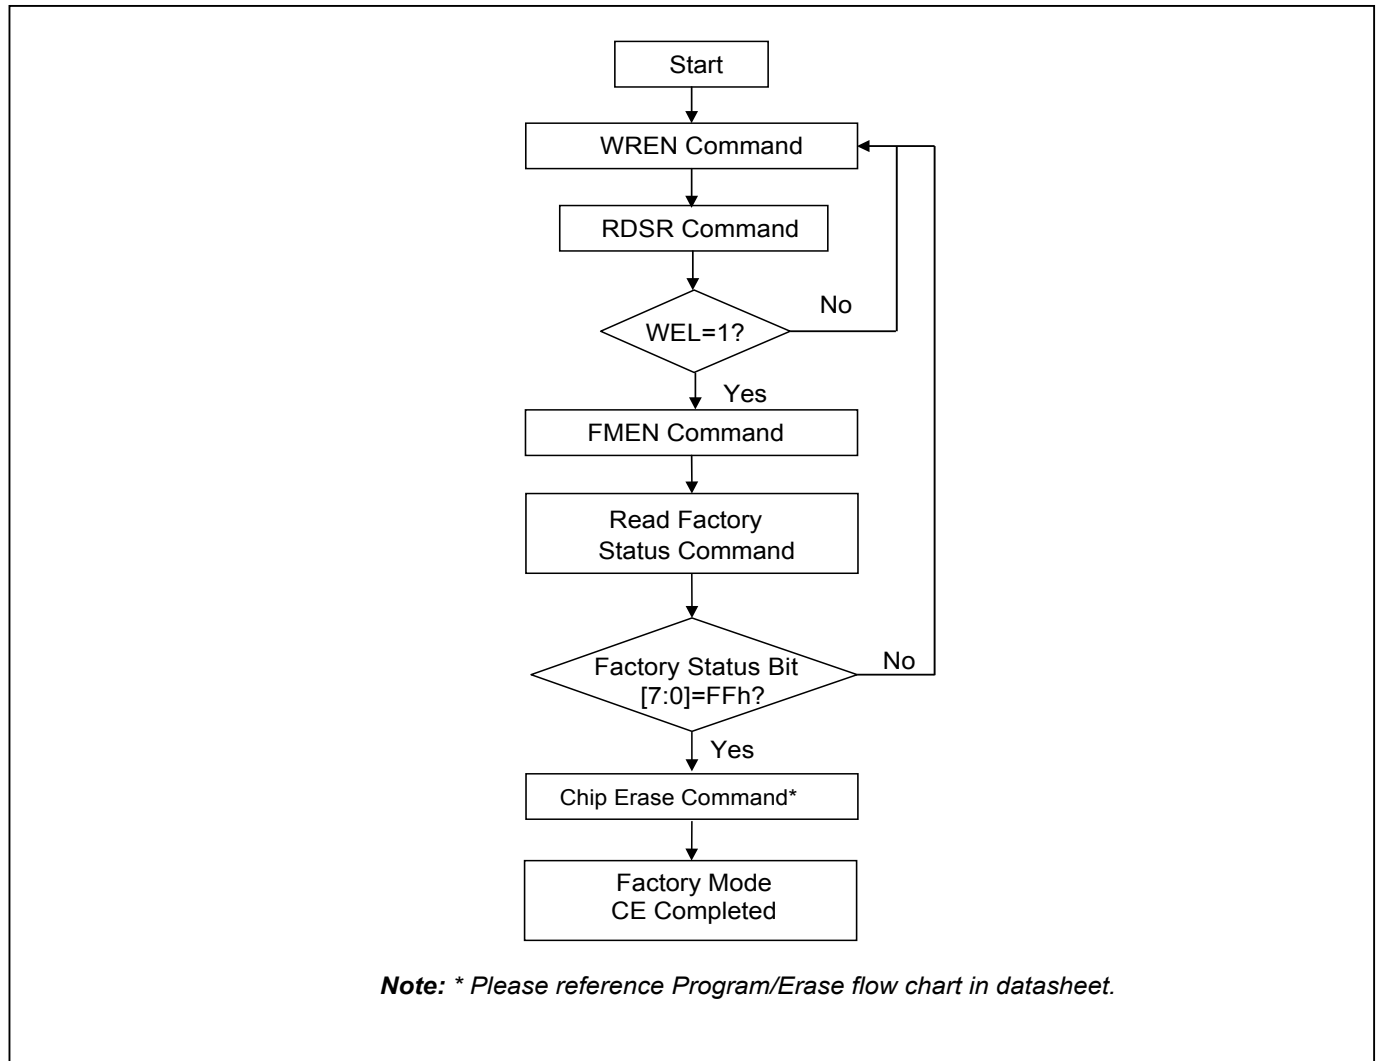 Start
WREN Command
RDSR Command
No
WEL=1?
Yes
FMEN Command
Read Factory
Status Command
Factory Status Bit
[7:0]=FFh?
No
Yes
Chip Erase Command*
Factory Mode
CE Completed
Note: * Please reference Program/Erase flow chart in datasheet.